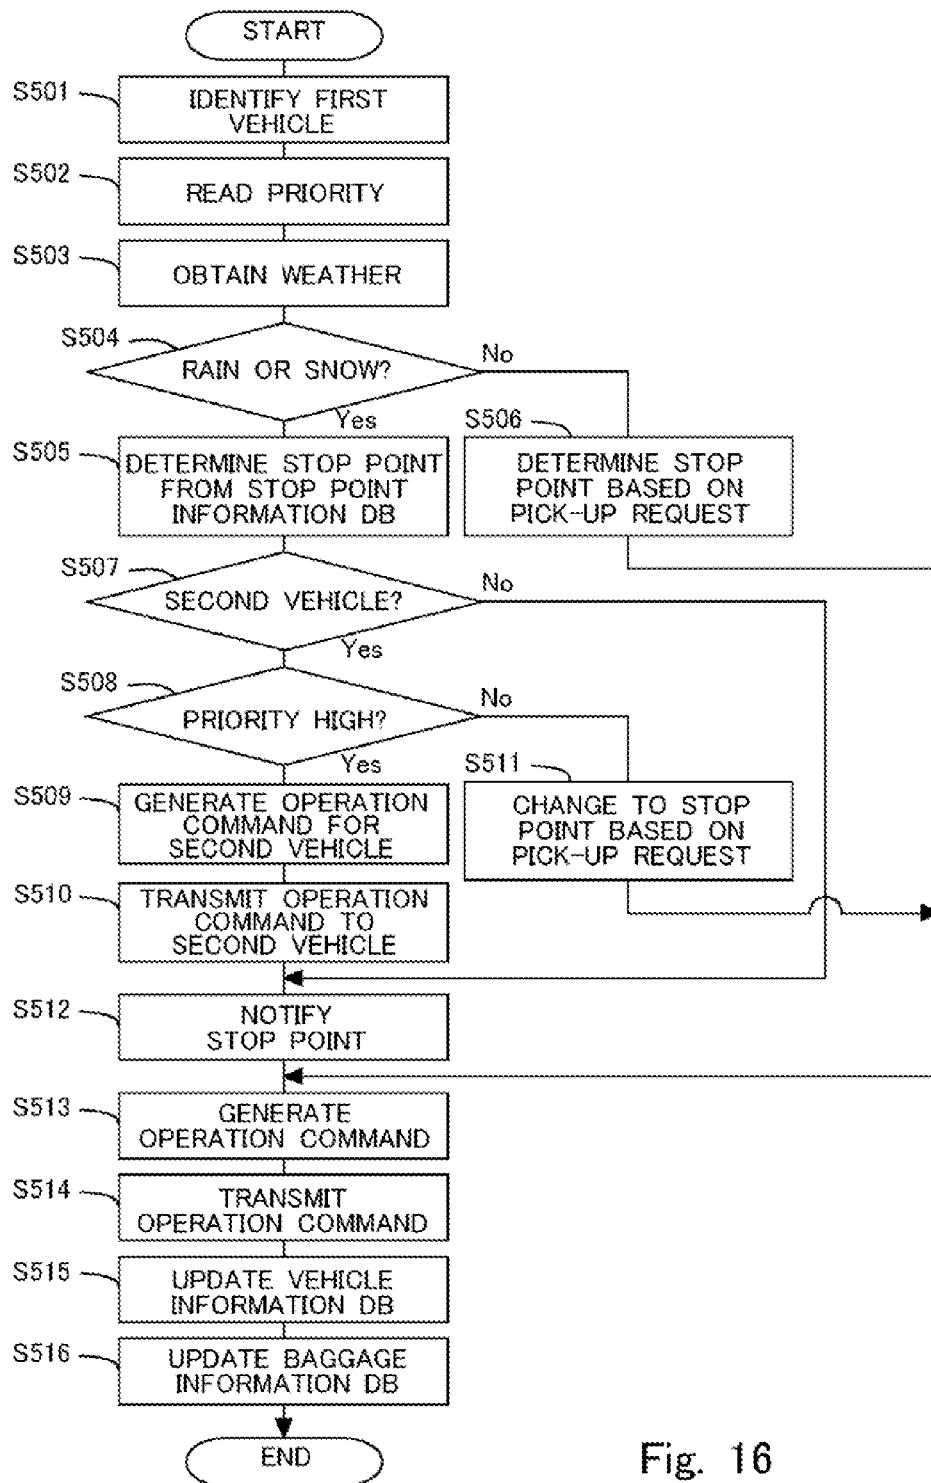 START
S501
IDENTIFY FIRST
VEHICLE
S502
READ PRIORITY
S503
OBTAIN WEATHER
S504
RAIN OR SNOW?
No
Yes
S505
DETERMINE STOP POINT
FROM STOP POINT
INFORMATION DB
S506
DETERMINE STOP
POINT BASED ON
PICK-UP REQUEST
S507
SECOND VEHICLE?
No
Yes
S508
PRIORITY HIGH?
No
Yes
S509
GENERATE OPERATION
COMMAND FOR
SECOND VEHICLE
S511
CHANGE TO STOP
POINT BASED ON
PICK-UP REQUEST
S510
TRANSMIT OPERATION
COMMAND TO
SECOND VEHICLE
S512
NOTIFY
STOP POINT
S513
GENERATE
OPERATION COMMAND
S514
TRANSMIT
OPERATION COMMAND
S515
UPDATE VEHICLE
INFORMATION DB
S516
UPDATE BAGGAGE
INFORMATION DB
END
Fig. 16